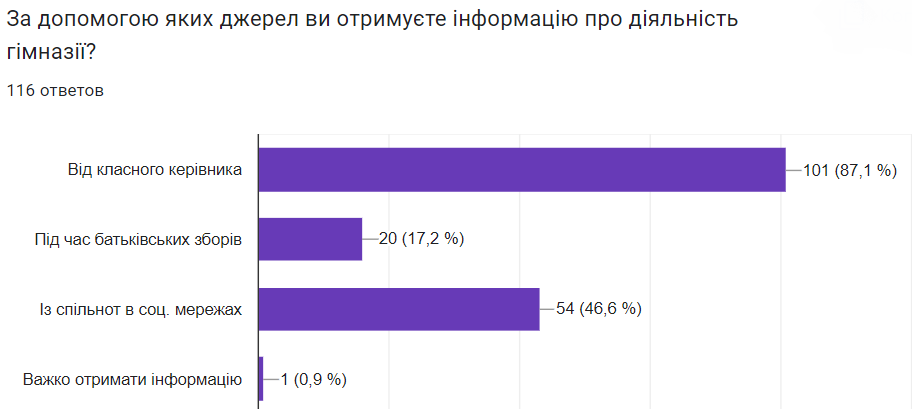 За допомогою яких джерел ви отримуєте інформацію про діяльність
гімназії?
116 ответов
Від класного керівника
101 (87,1 %)
Під час батьківських зборів
20 (17,2 %)
Із спільнот в соц. мережах
54 (46,6 %)
Важко отримати інформацію
1 (0,9 %)